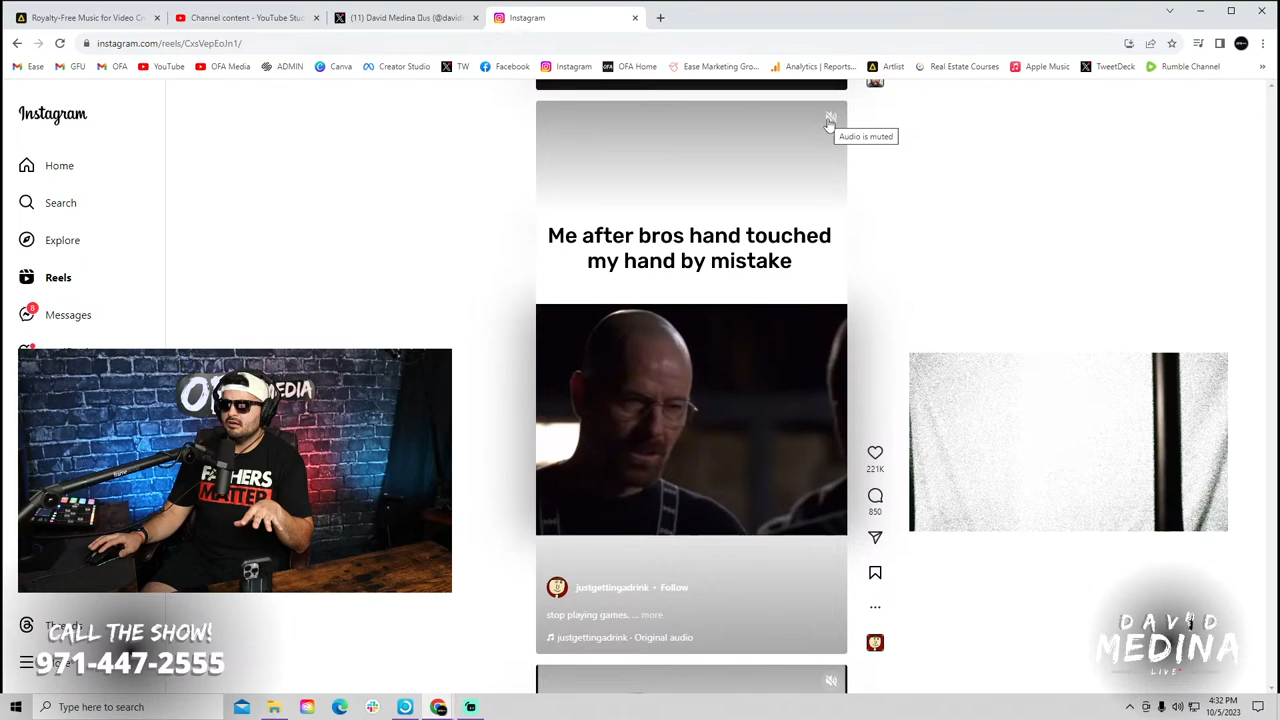 Royalty-Free Music for Video C
Channel content - YouTube Stu
(11) David Medina
Instagram
instagram.com/reels/CxsVepEoJn1/
Ease
GFU
OFA
YouTube
OFA Media
ADMIN
Canva
Creator Studio
TW
Facebook
Instagram
OFA Home
Ease Marketing Gro...
Analytics | Reports...
Artlist
Real Estate Courses
Apple Music
TweetDeck
Rumble Channel
Instagram
Home
Search
Explore
Reels
8
Messages
Audio is muted
Me after bros hand touched
my hand by mistake
221K
850
justgettingadrink • Follow
stop playing games. ... more
justgettingadrink · Original audio
MEDIA
FATHERS
MATTER
CALL THE SHOW!
971-447-2555
DAVID
MEDINA
LIVE
Type here to search
4:32 PM
10/5/2023